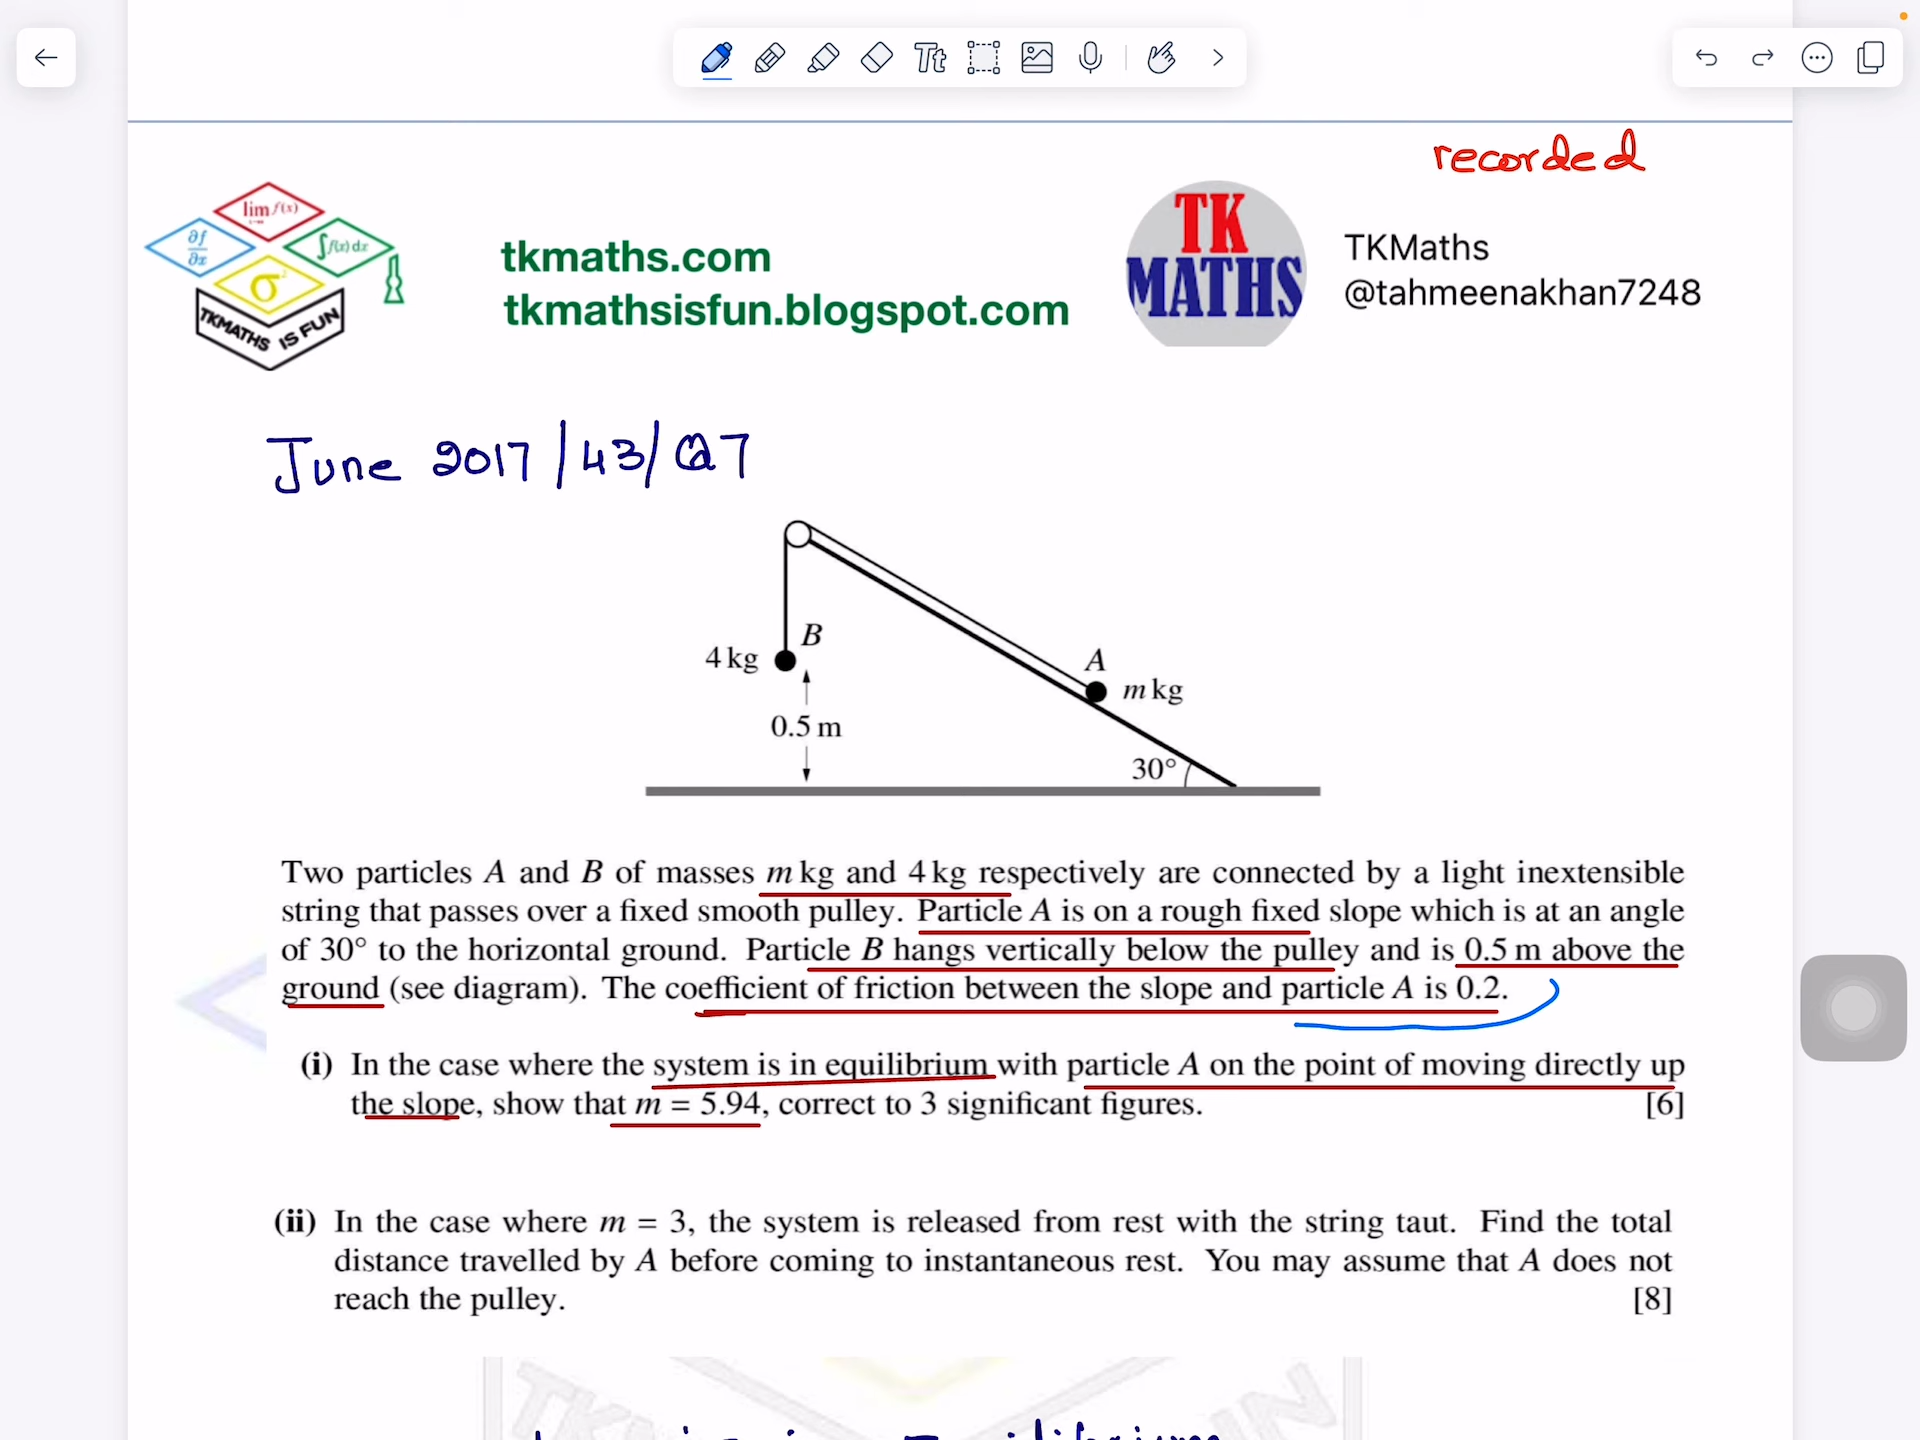 Tt
recorded
lim f(x)
∂f
∂x
∫f(x)dx
σ²
TKMATHS IS FUN
tkmaths.com
tkmathsisfun.blogspot.com
TK
MATHS
TKMaths
@tahmeenakhan7248
June 2017/43/Q7
B
4 kg
A
m kg
0.5 m
30°
Two particles A and B of masses m kg and 4 kg respectively are connected by a light inextensible
string that passes over a fixed smooth pulley. Particle A is on a rough fixed slope which is at an angle
of 30° to the horizontal ground. Particle B hangs vertically below the pulley and is 0.5 m above the
ground (see diagram). The coefficient of friction between the slope and particle A is 0.2.
(i) In the case where the system is in equilibrium with particle A on the point of moving directly up
the slope, show that m = 5.94, correct to 3 significant figures. [6]
(ii) In the case where m = 3, the system is released from rest with the string taut. Find the total
distance travelled by A before coming to instantaneous rest. You may assume that A does not
reach the pulley. [8]